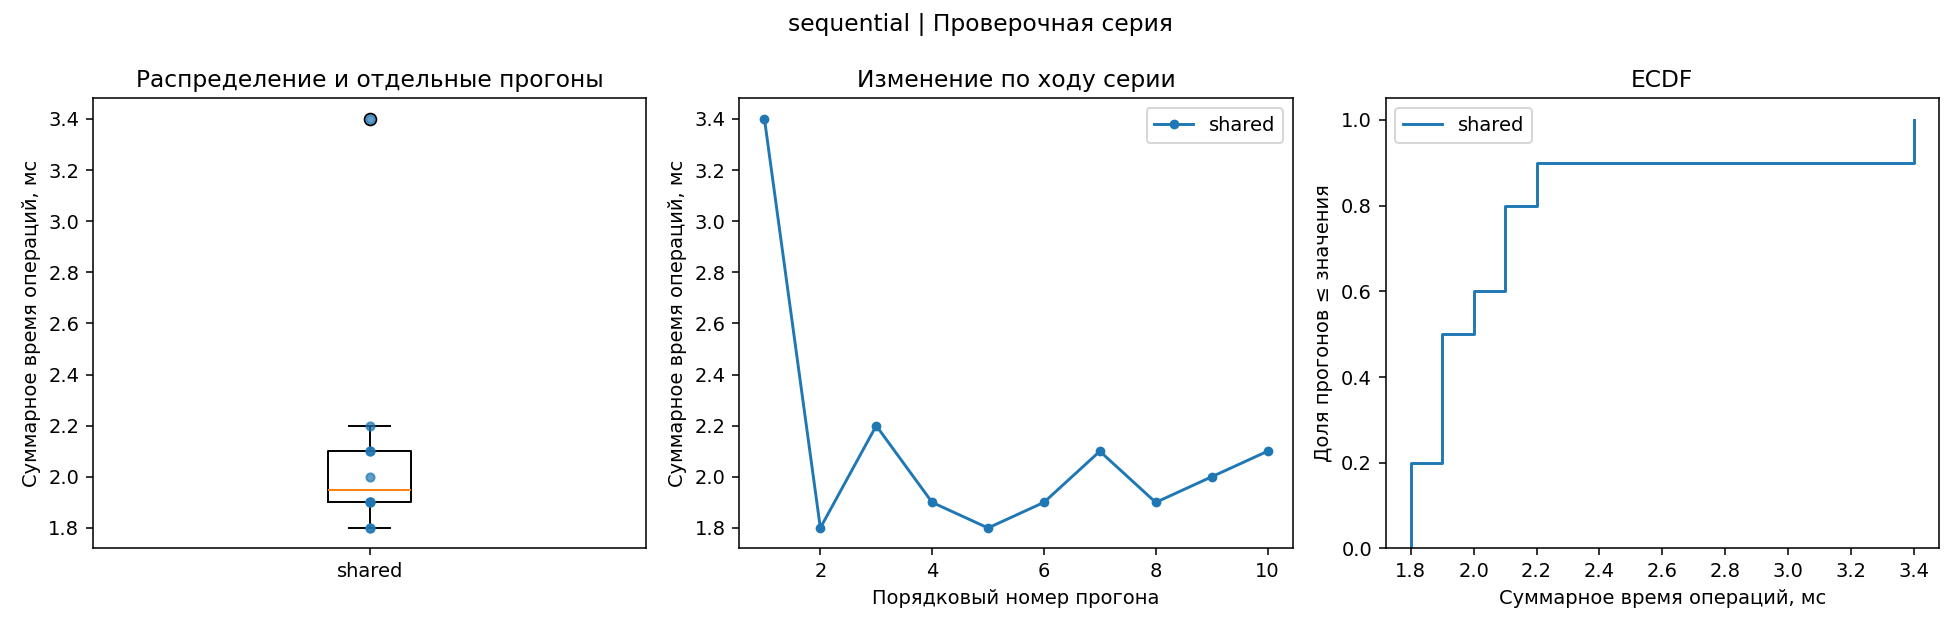 sequential | Проверочная серия
Распределение и отдельные прогоны
Суммарное время операций, мс
3.4
3.2
3.0
2.8
2.6
2.4
2.2
2.0
1.8
shared
Изменение по ходу серии
Суммарное время операций, мс
3.4
3.2
3.0
2.8
2.6
2.4
2.2
2.0
1.8
shared
2 4 6 8 10
Порядковый номер прогона
ECDF
Доля прогонов ≤ значения
1.0
0.8
0.6
0.4
0.2
0.0
shared
1.8 2.0 2.2 2.4 2.6 2.8 3.0 3.2 3.4
Суммарное время операций, мс